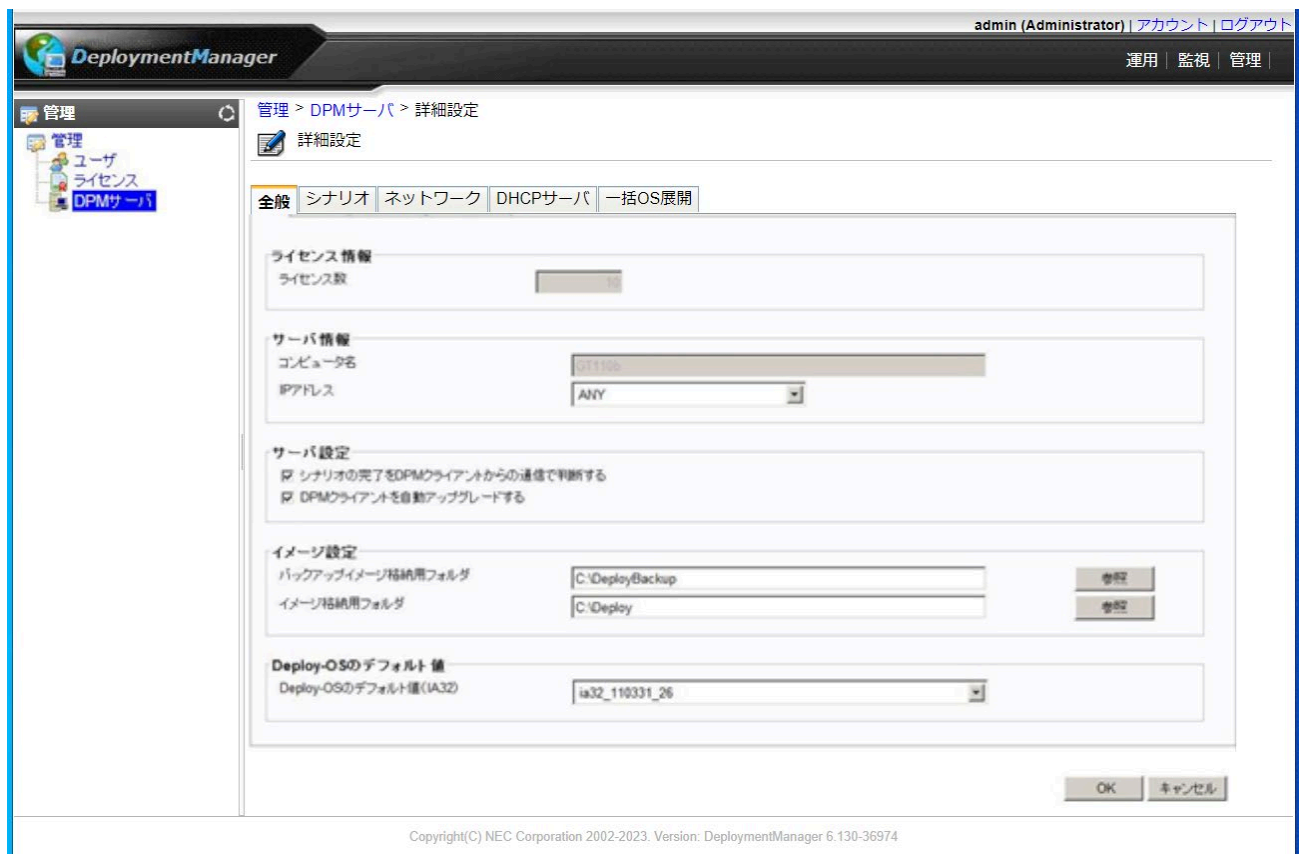 admin (Administrator) | アカウント | ログアウト
DeploymentManager
運用 | 監視 | 管理 |
管理
管理 > DPMサーバ > 詳細設定
管理
詳細設定
ユーザ
ライセンス
DPMサーバ
全般 シナリオ ネットワーク DHCPサーバ 一括OS展開
ライセンス情報
ライセンス数 10
サーバ情報
コンピュータ名 GT110b
IPアドレス ANY
サーバ設定
シナリオの完了をDPMクライアントからの通信で判断する
DPMクライアントを自動アップグレードする
イメージ設定
バックアップイメージ格納用フォルダ C:\DeployBackup 参照
イメージ格納用フォルダ C:\Deploy 参照
Deploy-OSのデフォルト値
Deploy-OSのデフォルト値(IA32) ia32_110331_26
OK キャンセル
Copyright(C) NEC Corporation 2002-2023. Version: DeploymentManager 6.130-36974